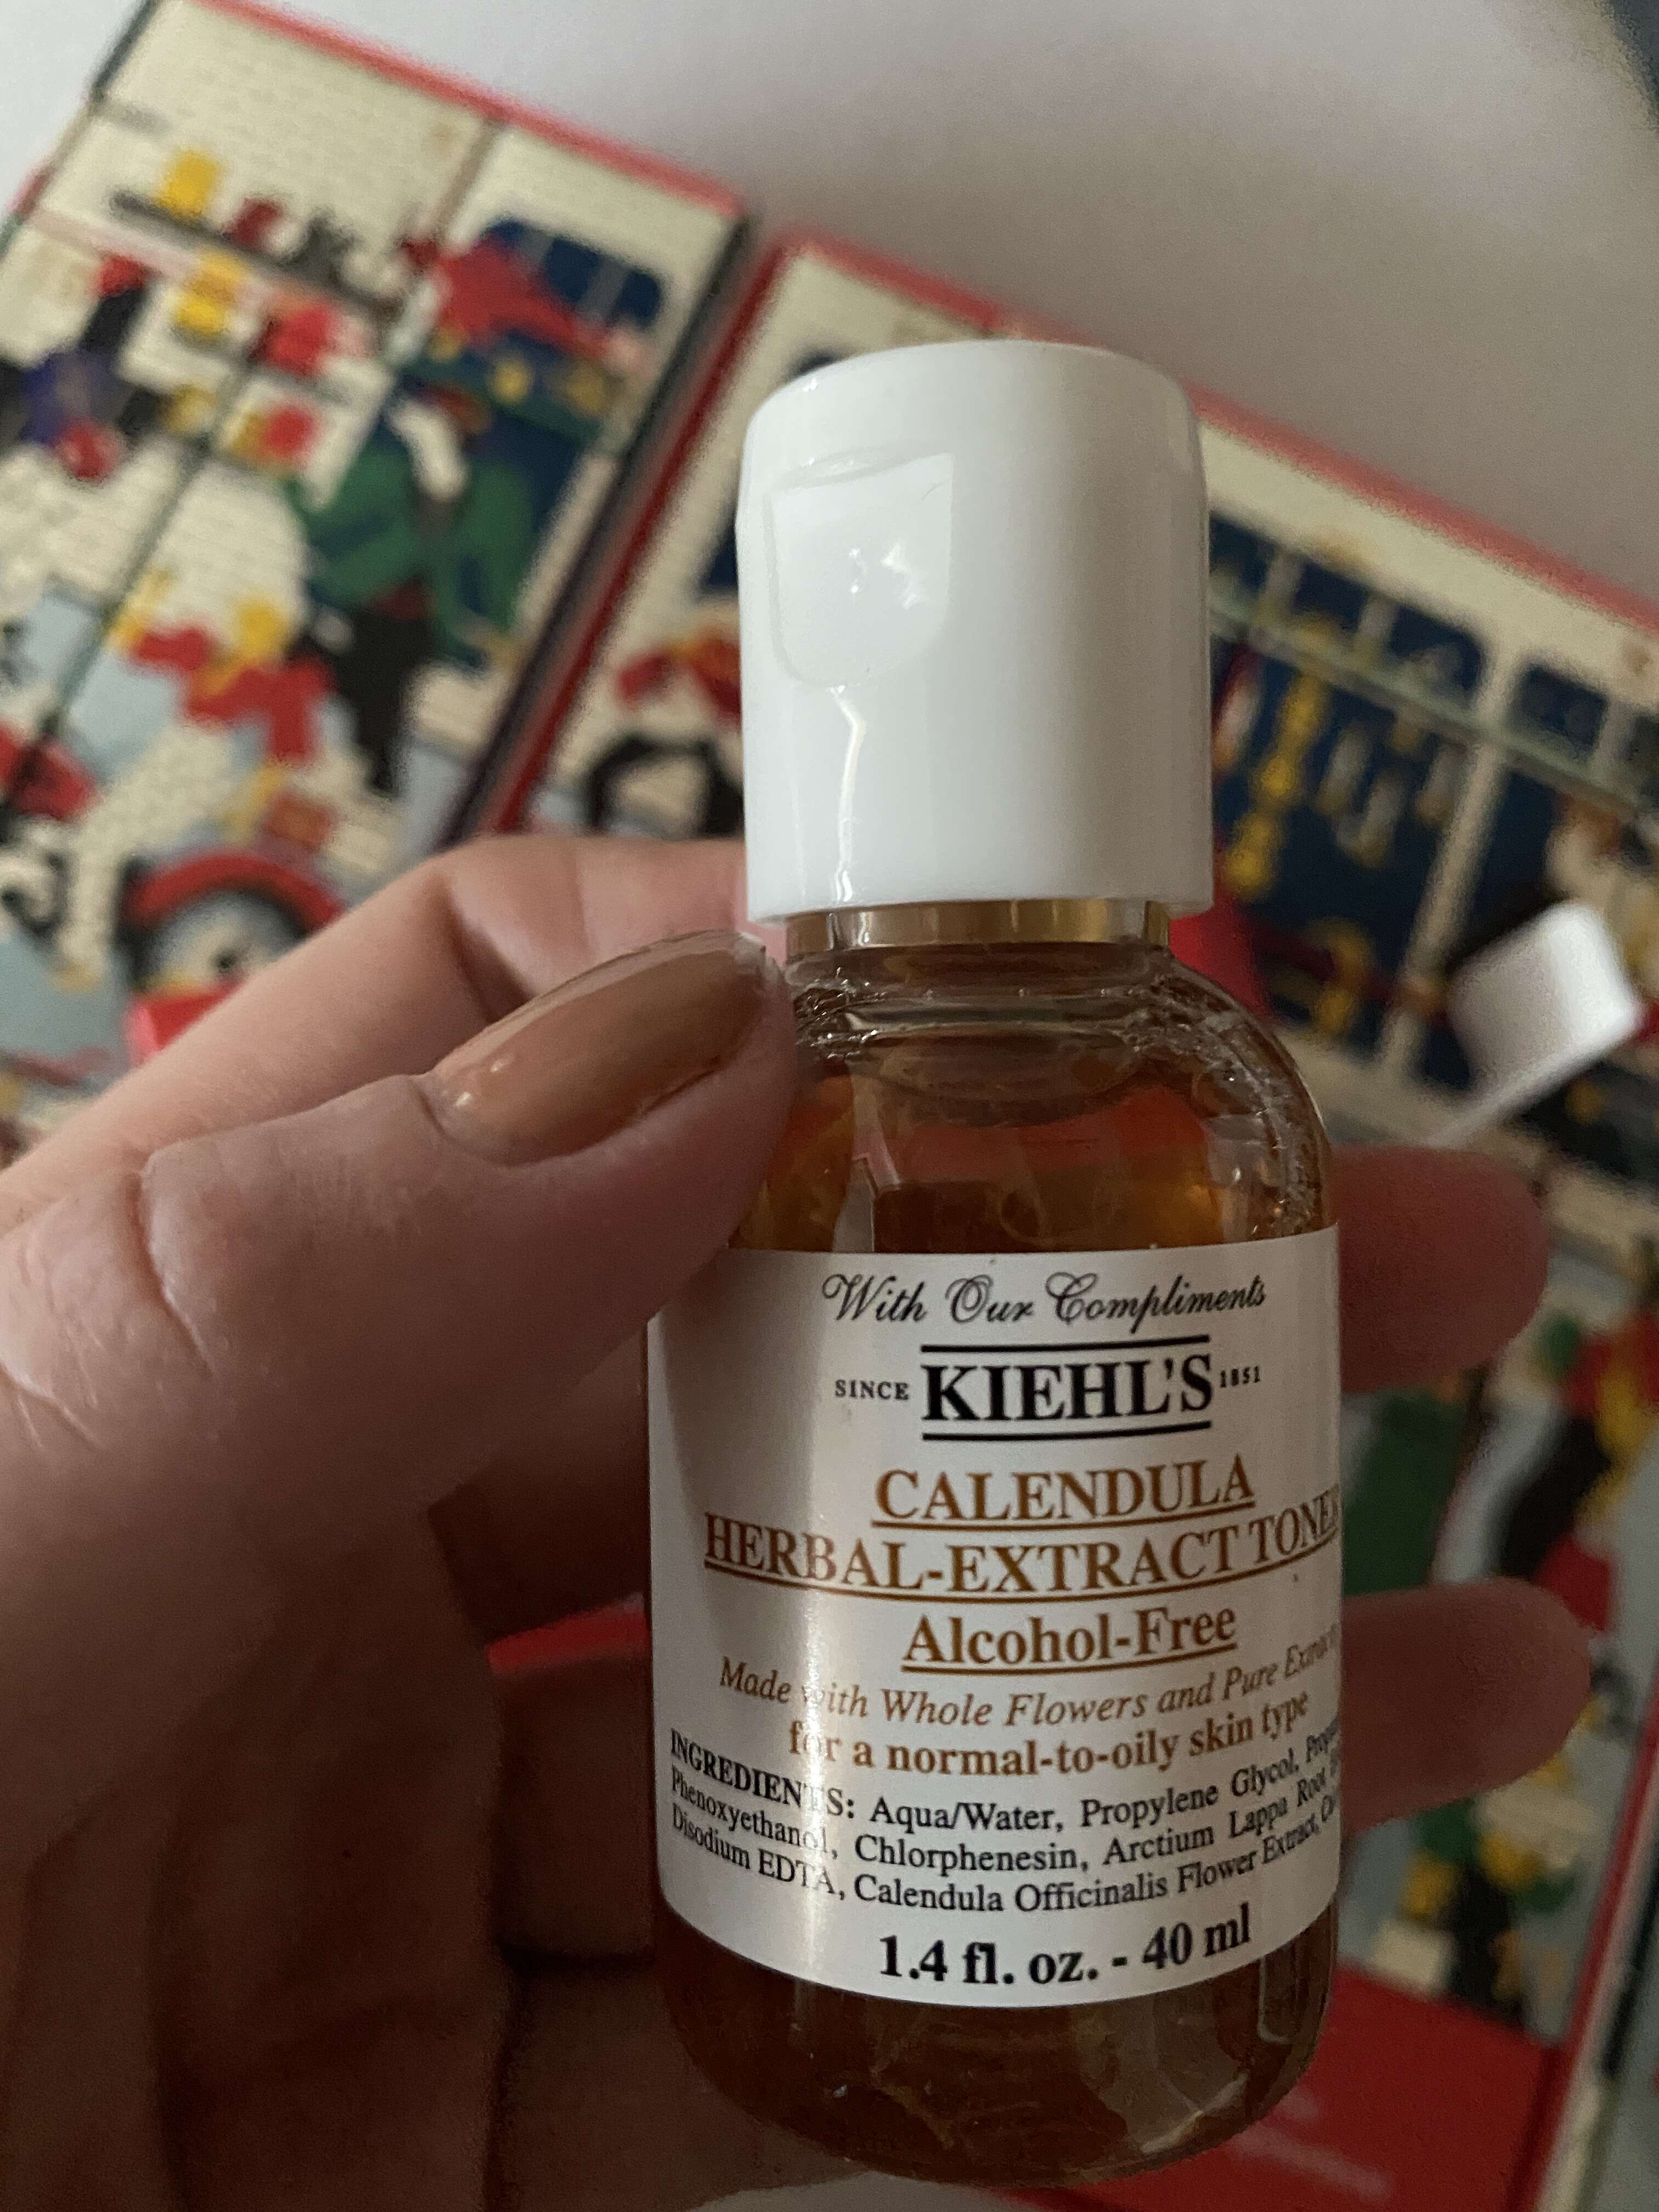 With Our Compliments
SINCE KIEHL'S 1851
CALENDULA
HERBAL-EXTRACT TONER
Alcohol-Free
Made with Whole Flowers and Pure
for a normal-to-oily skin type
INGREDIENTS: Aqua/Water, Propylene Glycol,
Phenoxyethanol, Chlorphenesin, Arctium Lappa Root
Disodium EDTA, Calendula Officinalis Flower Extract,
1.4 fl. oz. - 40 ml